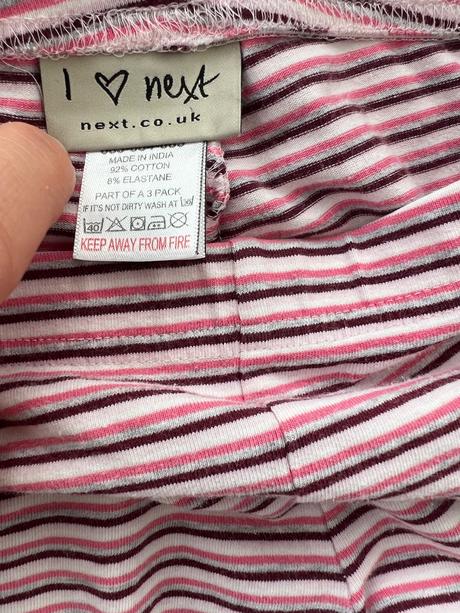 I ♡ next
next.co.uk
MADE IN INDIA
92% COTTON
8% ELASTANE
PART OF A 3 PACK
IF IT'S NOT DIRTY WASH AT 30°
40
KEEP AWAY FROM FIRE